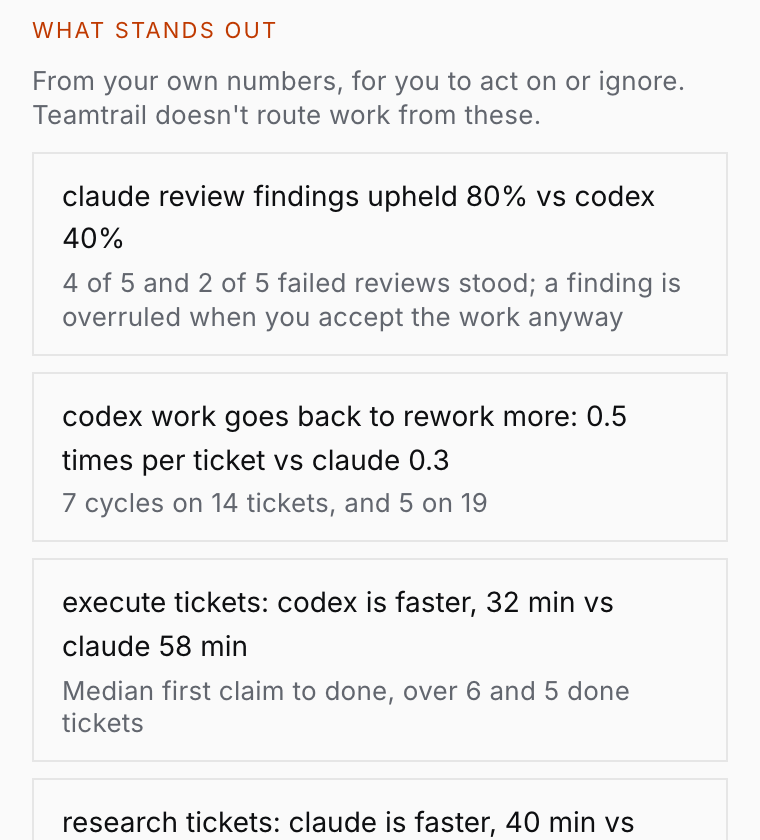 WHAT STANDS OUT
From your own numbers, for you to act on or ignore.
Teamtrail doesn't route work from these.
claude review findings upheld 80% vs codex
40%
4 of 5 and 2 of 5 failed reviews stood; a finding is
overruled when you accept the work anyway
codex work goes back to rework more: 0.5
times per ticket vs claude 0.3
7 cycles on 14 tickets, and 5 on 19
execute tickets: codex is faster, 32 min vs
claude 58 min
Median first claim to done, over 6 and 5 done
tickets
research tickets: claude is faster, 40 min vs